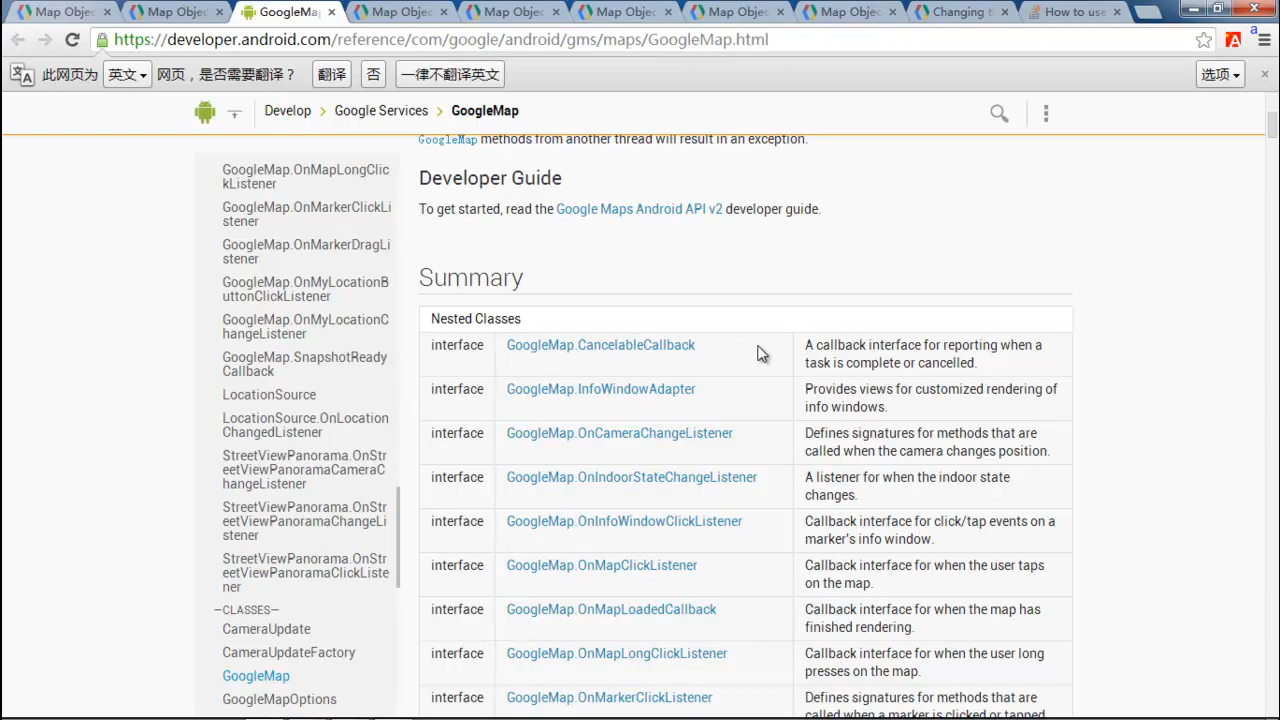 Map Objec
Map Objec
GoogleMap
Map Objec
Map Objec
Map Objec
Map Objec
Map Objec
Changing t
How to use
https://developer.android.com/reference/com/google/android/gms/maps/GoogleMap.html
此网页为 英文 网页，是否需要翻译？ 翻译 否 一律不翻译英文 选项
Develop > Google Services > GoogleMap
GoogleMap.OnMapLongClic
kListener
GoogleMap.OnMarkerClickLi
stener
GoogleMap.OnMarkerDragLi
stener
GoogleMap.OnMyLocationB
uttonClickListener
GoogleMap.OnMyLocationC
hangeListener
GoogleMap.SnapshotReady
Callback
LocationSource
LocationSource.OnLocation
ChangedListener
StreetViewPanorama.OnStr
eetViewPanoramaCameraC
hangeListener
StreetViewPanorama.OnStr
eetViewPanoramaChangeLi
stener
StreetViewPanorama.OnStr
eetViewPanoramaClickListe
ner
—CLASSES—
CameraUpdate
CameraUpdateFactory
GoogleMap
GoogleMapOptions
GoogleMap methods from another thread will result in an exception.
Developer Guide
To get started, read the Google Maps Android API v2 developer guide.
Summary
Nested Classes
interface GoogleMap.CancelableCallback A callback interface for reporting when a
task is complete or cancelled.
interface GoogleMap.InfoWindowAdapter Provides views for customized rendering of
info windows.
interface GoogleMap.OnCameraChangeListener Defines signatures for methods that are
called when the camera changes position.
interface GoogleMap.OnIndoorStateChangeListener A listener for when the indoor state
changes.
interface GoogleMap.OnInfoWindowClickListener Callback interface for click/tap events on a
marker's info window.
interface GoogleMap.OnMapClickListener Callback interface for when the user taps
on the map.
interface GoogleMap.OnMapLoadedCallback Callback interface for when the map has
finished rendering.
interface GoogleMap.OnMapLongClickListener Callback interface for when the user long
presses on the map.
interface GoogleMap.OnMarkerClickListener Defines signatures for methods that are
called when a marker is clicked or tapped.